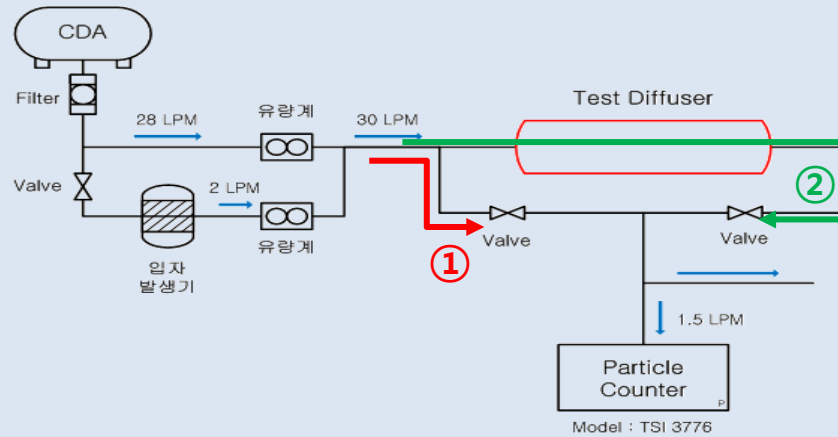 CDA
Filter
28 LPM
유량계
30 LPM
Test Diffuser
Valve
2 LPM
유량계
입자
발생기
①
Valve
②
Valve
1.5 LPM
Particle
Counter
P
Model : TSI 3776